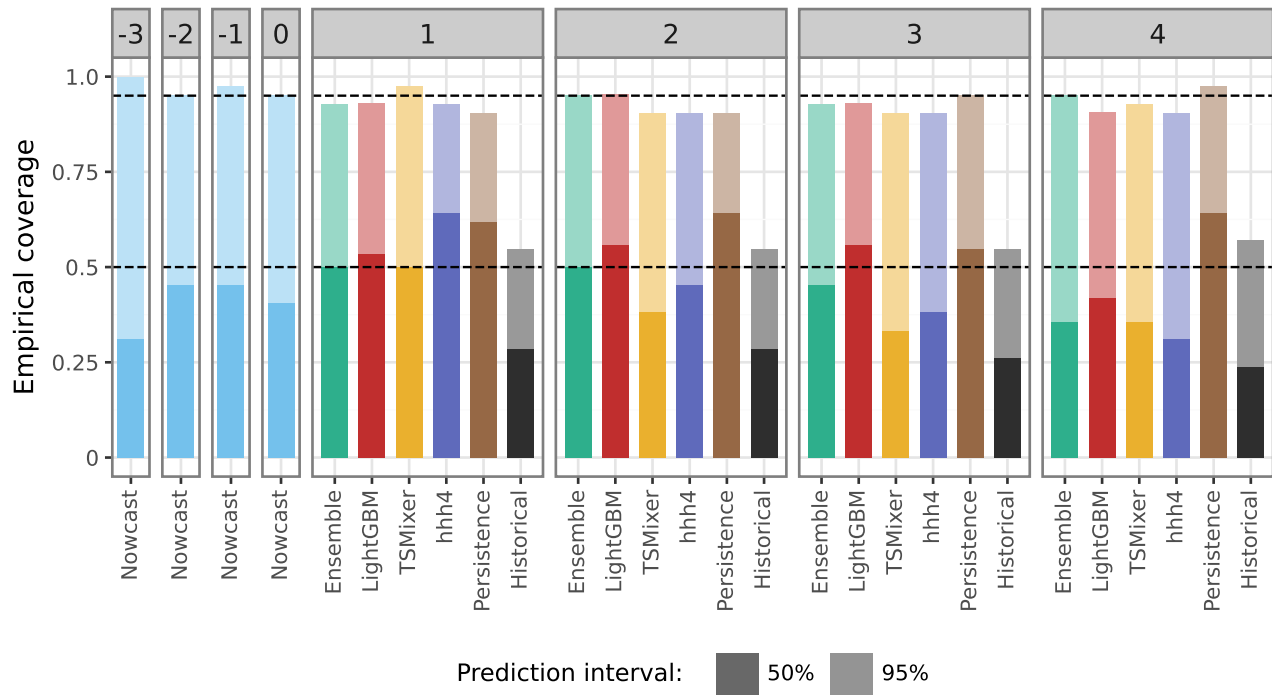 -3 -2 -1 0 1 2 3 4
Empirical coverage
1.0
0.75
0.5
0.25
0
Nowcast Nowcast Nowcast Nowcast Ensemble LightGBM TSMixer hhh4 Persistence Historical Ensemble LightGBM TSMixer hhh4 Persistence Historical Ensemble LightGBM TSMixer hhh4 Persistence Historical Ensemble LightGBM TSMixer hhh4 Persistence Historical
Prediction interval: 50% 95%